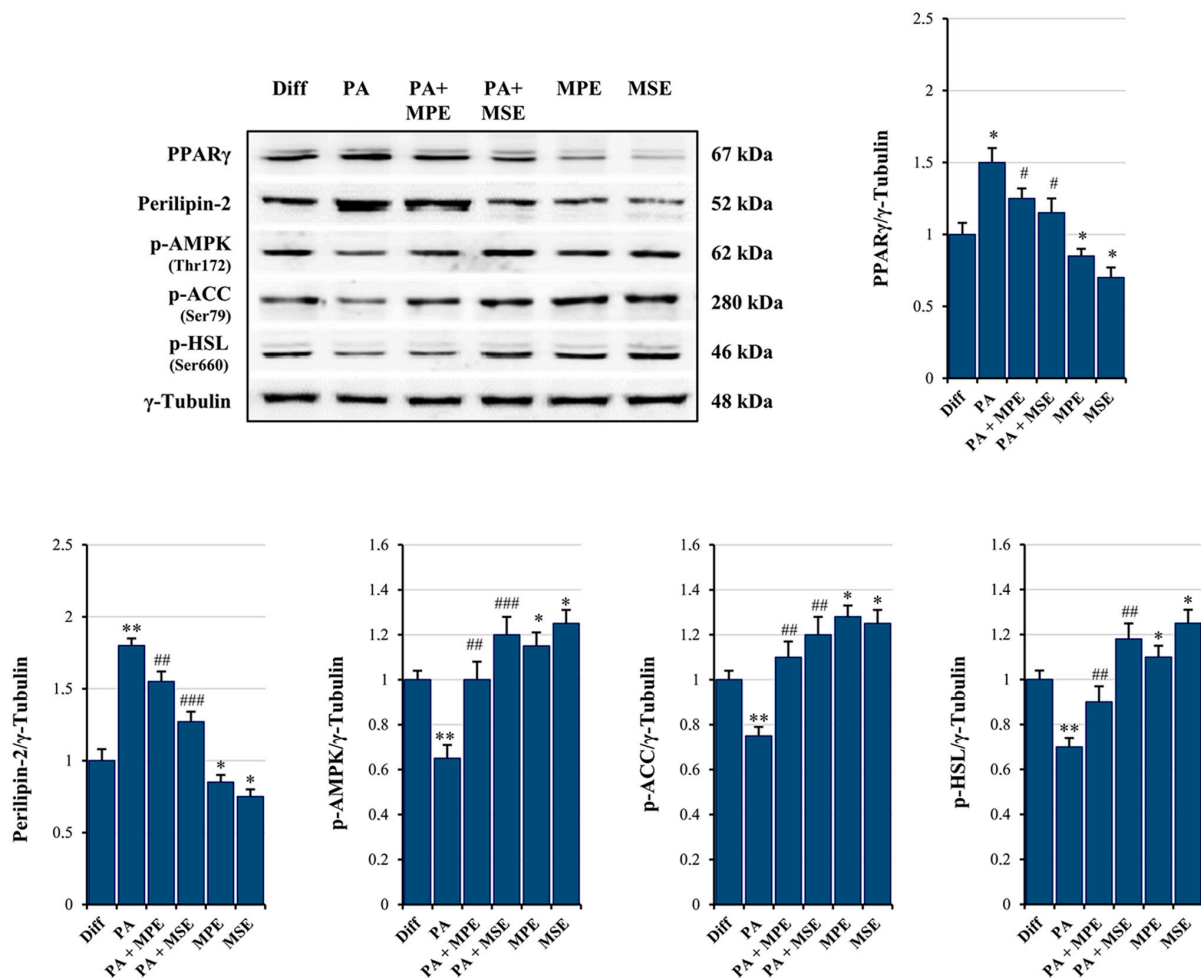 Diff PA PA+ MPE PA+ MSE MPE MSE
PPARγ 67 kDa
Perilipin-2 52 kDa
p-AMPK (Thr172) 62 kDa
p-ACC (Ser79) 280 kDa
p-HSL (Ser660) 46 kDa
γ-Tubulin 48 kDa
PPARγ/γ-Tubulin
2.5
2
1.5
1
0.5
0
* # # * *
Diff PA PA + MPE PA + MSE MPE MSE
Perilipin-2/γ-Tubulin
2.5
2
1.5
1
0.5
0
** ## ### * *
Diff PA PA + MPE PA + MSE MPE MSE
p-AMPK/γ-Tubulin
1.6
1.4
1.2
1
0.8
0.6
0.4
0.2
0
** ## ### * *
Diff PA PA + MPE PA + MSE MPE MSE
p-ACC/γ-Tubulin
1.6
1.4
1.2
1
0.8
0.6
0.4
0.2
0
** ## ## * *
Diff PA PA + MPE PA + MSE MPE MSE
p-HSL/γ-Tubulin
1.6
1.4
1.2
1
0.8
0.6
0.4
0.2
0
** ## ## * *
Diff PA PA + MPE PA + MSE MPE MSE